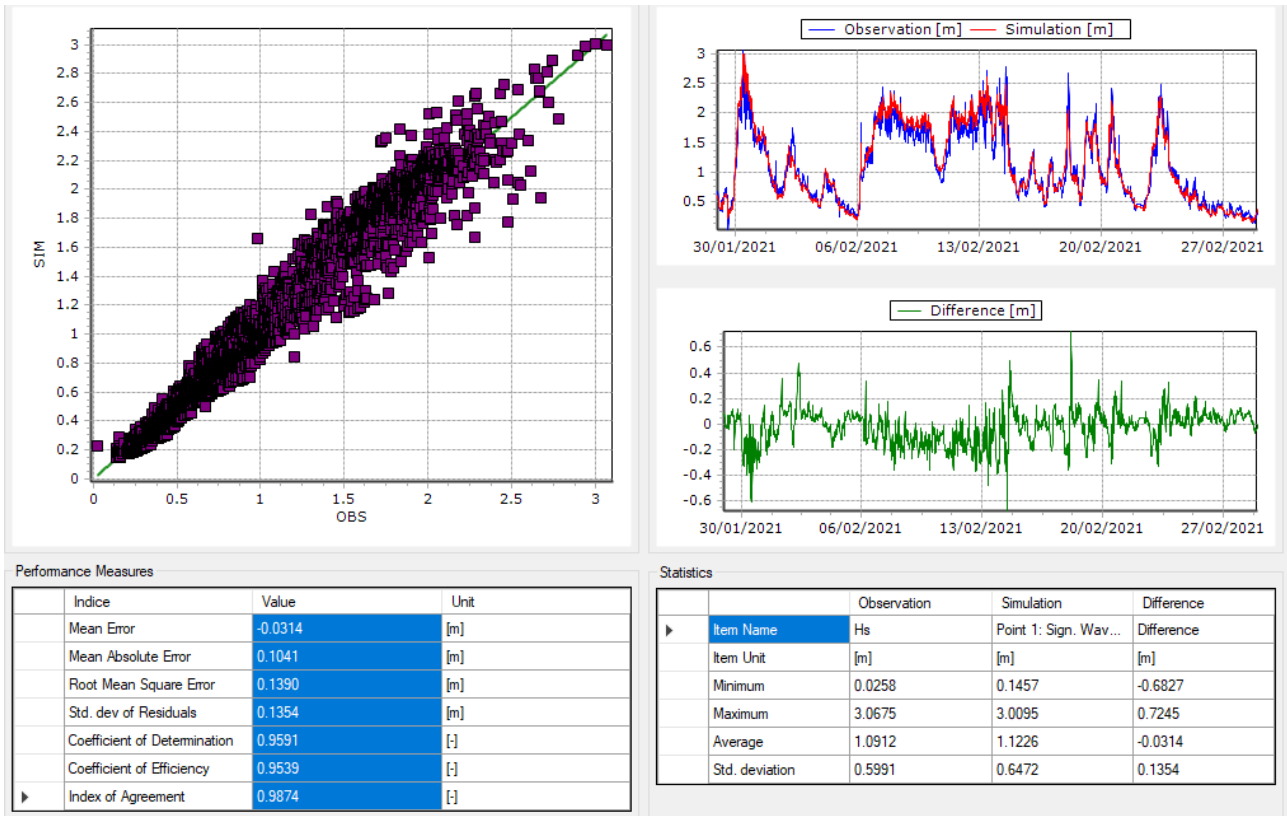 3
2.8
2.6
2.4
2.2
2
1.8
1.6
1.4
1.2
1
0.8
0.6
0.4
0.2
0
SIM
0 0.5 1 1.5 2 2.5 3
OBS
Observation [m] Simulation [m]
3
2.5
2
1.5
1
0.5
30/01/2021 06/02/2021 13/02/2021 20/02/2021 27/02/2021
Difference [m]
0.6
0.4
0.2
0
-0.2
-0.4
-0.6
30/01/2021 06/02/2021 13/02/2021 20/02/2021 27/02/2021
Performance Measures
Indice Value Unit
Mean Error -0.0314 [m]
Mean Absolute Error 0.1041 [m]
Root Mean Square Error 0.1390 [m]
Std. dev of Residuals 0.1354 [m]
Coefficient of Determination 0.9591 [-]
Coefficient of Efficiency 0.9539 [-]
Index of Agreement 0.9874 [-]
Statistics
Observation Simulation Difference
Item Name Hs Point 1: Sign. Wav... Difference
Item Unit [m] [m] [m]
Minimum 0.0258 0.1457 -0.6827
Maximum 3.0675 3.0095 0.7245
Average 1.0912 1.1226 -0.0314
Std. deviation 0.5991 0.6472 0.1354